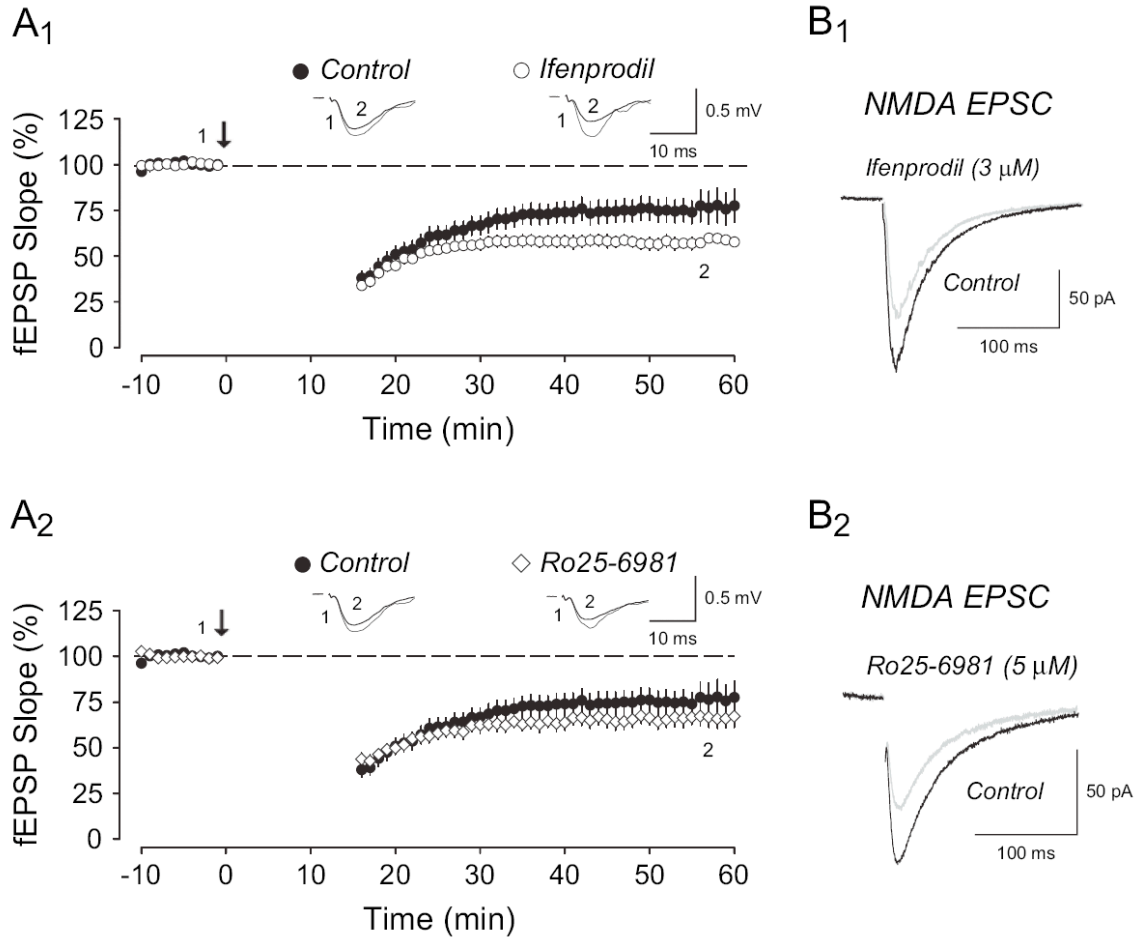 A1
Control
Ifenprodil
1
2
1
2
0.5 mV
10 ms
fEPSP Slope (%)
125
100
75
50
25
0
1
2
-10
0
10
20
30
40
50
60
Time (min)
B1
NMDA EPSC
Ifenprodil (3 μM)
Control
50 pA
100 ms
A2
Control
Ro25-6981
1
2
1
2
0.5 mV
10 ms
fEPSP Slope (%)
125
100
75
50
25
0
1
2
-10
0
10
20
30
40
50
60
Time (min)
B2
NMDA EPSC
Ro25-6981 (5 μM)
Control
50 pA
100 ms